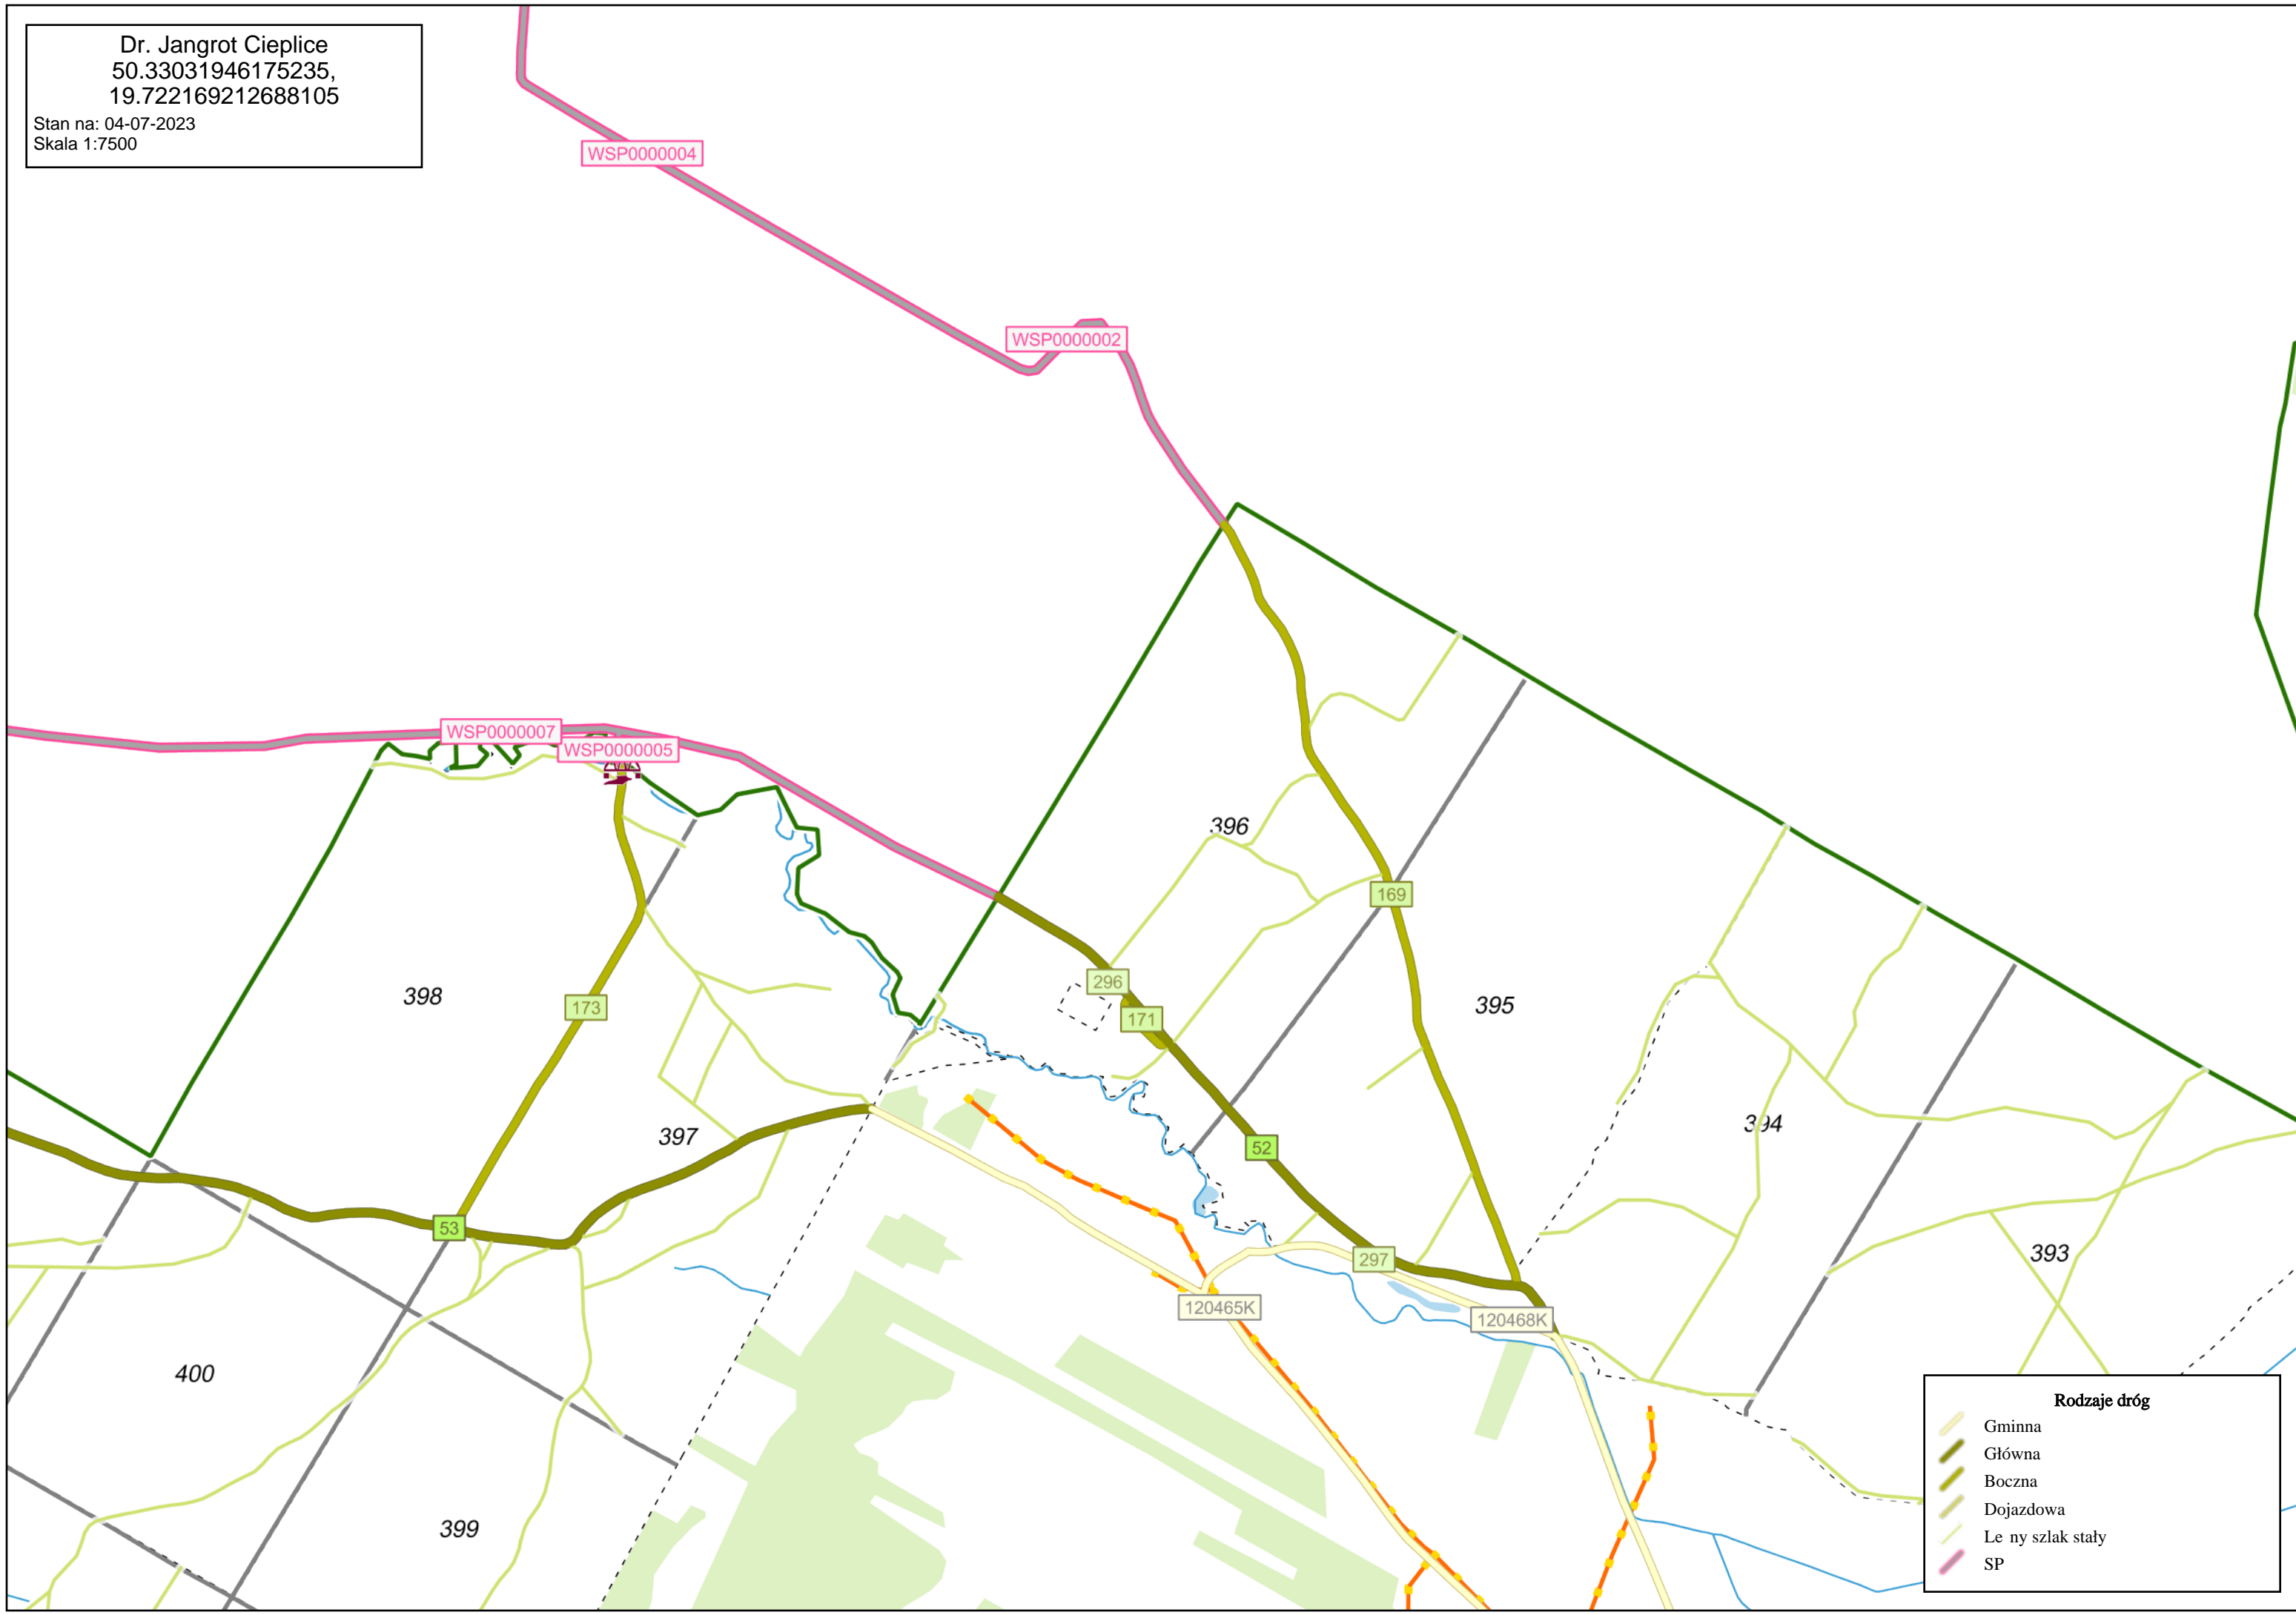 Dr. Jangrot Cieplice
50.33031946175235,
19.722169212688105
Stan na: 04-07-2023
Skala 1:7500
WSP0000004
WSP0000002
WSP0000007
WSP0000005
396
169
398
173
296
171
395
397
52
394
53
297
393
120465K
120468K
400
399
Rodzaje dróg
Gminna
Główna
Boczna
Dojazdowa
Le ny szlak stały
SP